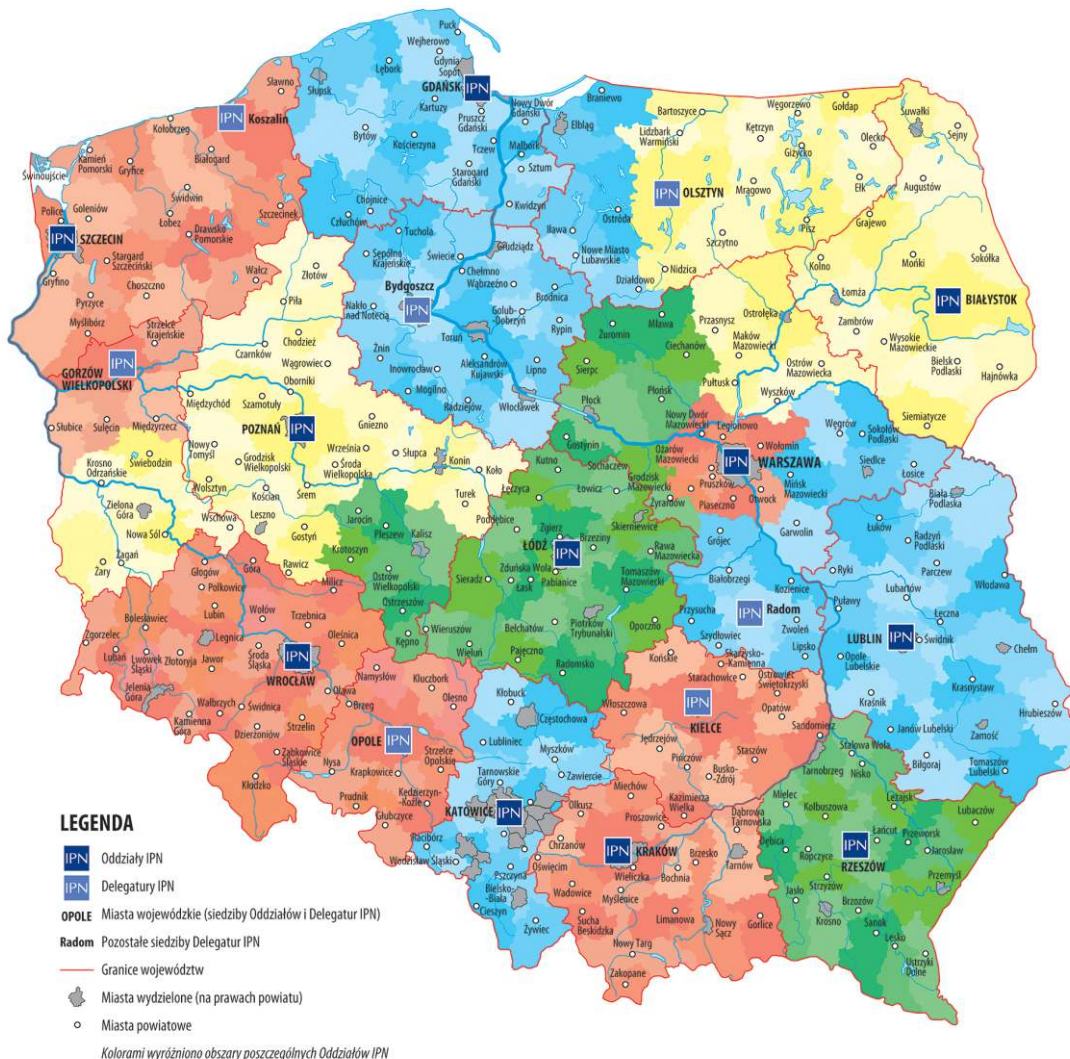 Puck
Wejherowo
Gdynia
Sopot
Lębork
GDAŃSK
IPN
Sławno
Słupsk
Kartuzy
Pruszcz
Gdański
Nowy Dwór
Gdański
Braniewo
Elbląg
Bartoszyce
Węgorzewo
Gołdap
Suwałki
Sejny
IPN
Koszalin
Kołobrzeg
Bytów
Kościerzyna
Tczew
Malbork
Sztum
Lidzbark
Warmiński
Kętrzyn
Giżycko
Olecko
Kamień
Pomorski
Gryfice
Białogard
Świnoujście
Starogard
Gdański
IPN
OLSZTYN
Mrągowo
Ełk
Augustów
Świdwin
Goleniów
Police
Łobez
Drawsko
Pomorskie
Szczecinek
Chojnice
Człuchów
Kwidzyn
Ostróda
Iława
Pisz
Grajewo
IPN
SZCZECIN
Tuchola
Grudziądz
Nowe Miasto
Lubawskie
Szczytno
Stargard
Szczeciński
Sępólno
Krajeńskie
Świecie
Chełmno
Wąbrzeźno
Nidzica
Działdowo
Kolno
Mońki
Sokółka
Gryfino
Choszczno
Wałcz
Złotów
Bydgoszcz
IPN
Brodnica
Łomża
IPN
BIAŁYSTOK
Pyrzyce
Piła
Nakło
nad Notecią
Golub-
-Dobrzyń
Mława
Przasnysz
Ostrołęka
Zambrów
Myślibórz
Strzelce
Krajeńskie
Chodzież
Toruń
Rypin
Żuromin
Ciechanów
Maków
Mazowiecki
Wysokie
Mazowieckie
Czarnków
Wągrowiec
Żnin
Aleksandrów
Kujawski
Lipno
Sierpc
Ostrów
Mazowiecka
Bielsk
Podlaski
Hajnówka
GORZÓW
WIELKOPOLSKI
IPN
Oborniki
Inowrocław
Mogilno
Radziejów
Włocławek
Płońsk
Pułtusk
Wyszków
Międzychód
Szamotuły
Płock
Siemiatycze
Słubice
Sulęcin
Międzyrzecz
POZNAŃ
IPN
Gniezno
Nowy Dwór
Mazowiecki
Legionowo
Wołomin
Węgrów
Sokołów
Podlaski
Nowy
Tomyśl
Września
Słupca
Konin
Gostynin
Ożarów
Mazowiecki
IPN
WARSZAWA
Siedlce
Łosice
Świebodzin
Krosno
Odrzańskie
Grodzisk
Wielkopolski
Środa
Wielkopolska
Koło
Kutno
Sochaczew
Pruszków
Mińsk
Mazowiecki
Wolsztyn
Kościan
Śrem
Turek
Łęczyca
Łowicz
Grodzisk
Mazowiecki
Piaseczno
Otwock
Biała
Podlaska
Zielona
Góra
Leszno
Jarocin
Poddębice
Żyrardów
Skierniewice
Łuków
Wschowa
Nowa Sól
Gostyń
Pleszew
Kalisz
Zgierz
Brzeziny
Grójec
Garwolin
Radzyń
Podlaski
Żagań
Krotoszyn
ŁÓDŹ
IPN
Rawa
Mazowiecka
Żary
Głogów
Góra
Rawicz
Ostrów
Wielkopolski
Sieradz
Zduńska Wola
Łask
Pabianice
Białobrzegi
Kozienice
Ryki
Parczew
Włodawa
Polkowice
Milicz
Tomaszów
Mazowiecki
Puławy
Lubartów
Bolesławiec
Lubin
Wołów
Trzebnica
Ostrzeszów
Przysucha
IPN
Radom
Zwoleń
Łęczna
Zgorzelec
Legnica
Oleśnica
Kępno
Wieruszów
Bełchatów
Piotrków
Trybunalski
Opoczno
Szydłowiec
Lipsko
LUBLIN
IPN
Świdnik
Chełm
Lubań
Lwówek
Śląski
Złotoryja
Jawor
Środa
Śląska
IPN
WROCŁAW
Wieluń
Pajęczno
Radomsko
Końskie
Skarżysko-
Kamienna
Opole
Lubelskie
Jelenia
Góra
Namysłów
Kluczbork
Starachowice
Ostrowiec
Świętokrzyski
Krasnystaw
Wałbrzych
Świdnica
Oława
Brzeg
Olesno
Kłobuck
Włoszczowa
IPN
KIELCE
Opatów
Kraśnik
Hrubieszów
Kamienna
Góra
Dzierżoniów
Strzelin
OPOLE
IPN
Częstochowa
Sandomierz
Janów Lubelski
Zamość
Ząbkowice
Śląskie
Nysa
Krapkowice
Strzelce
Opolskie
Lubliniec
Myszków
Jędrzejów
Pińczów
Staszów
Stalowa Wola
Biłgoraj
Kłodzko
Prudnik
Kędzierzyn-
Koźle
Tarnowskie
Góry
Zawiercie
Busko-
-Zdrój
Tarnobrzeg
Nisko
Tomaszów
Lubelski
Głubczyce
KATOWICE
IPN
Olkusz
Miechów
Kazimierza
Wielka
Mielec
Kolbuszowa
Leżajsk
Lubaczów
Racibórz
Wodzisław Śląski
Chrzanów
Proszowice
Dąbrowa
Tarnowska
Dębica
Ropczyce
Łańcut
Przeworsk
Oświęcim
IPN
KRAKÓW
Wieliczka
Brzesko
Tarnów
IPN
RZESZÓW
Jarosław
Pszczyna
Bochnia
Strzyżów
Przemyśl
Bielsko-
-Biała
Cieszyn
Wadowice
Myślenice
Jasło
Brzozów
Żywiec
Sucha
Beskidzka
Limanowa
Nowy
Sącz
Gorlice
Krosno
Sanok
Lesko
Nowy Targ
Ustrzyki
Dolne
Zakopane
LEGENDA
IPN Oddziały IPN
IPN Delegatury IPN
OPOLE Miasta wojewódzkie (siedziby Oddziałów i Delegatur IPN)
Radom Pozostałe siedziby Delegatur IPN
Granice województw
Miasta wydzielone (na prawach powiatu)
Miasta powiatowe
Kolorami wyróżniono obszary poszczególnych Oddziałów IPN